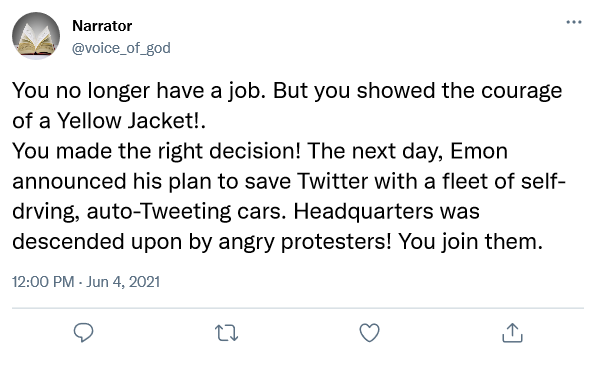 Narrator
@voice_of_god
You no longer have a job. But you showed the courage
of a Yellow Jacket!.
You made the right decision! The next day, Emon
announced his plan to save Twitter with a fleet of self-
drving, auto-Tweeting cars. Headquarters was
descended upon by angry protesters! You join them.
12:00 PM · Jun 4, 2021